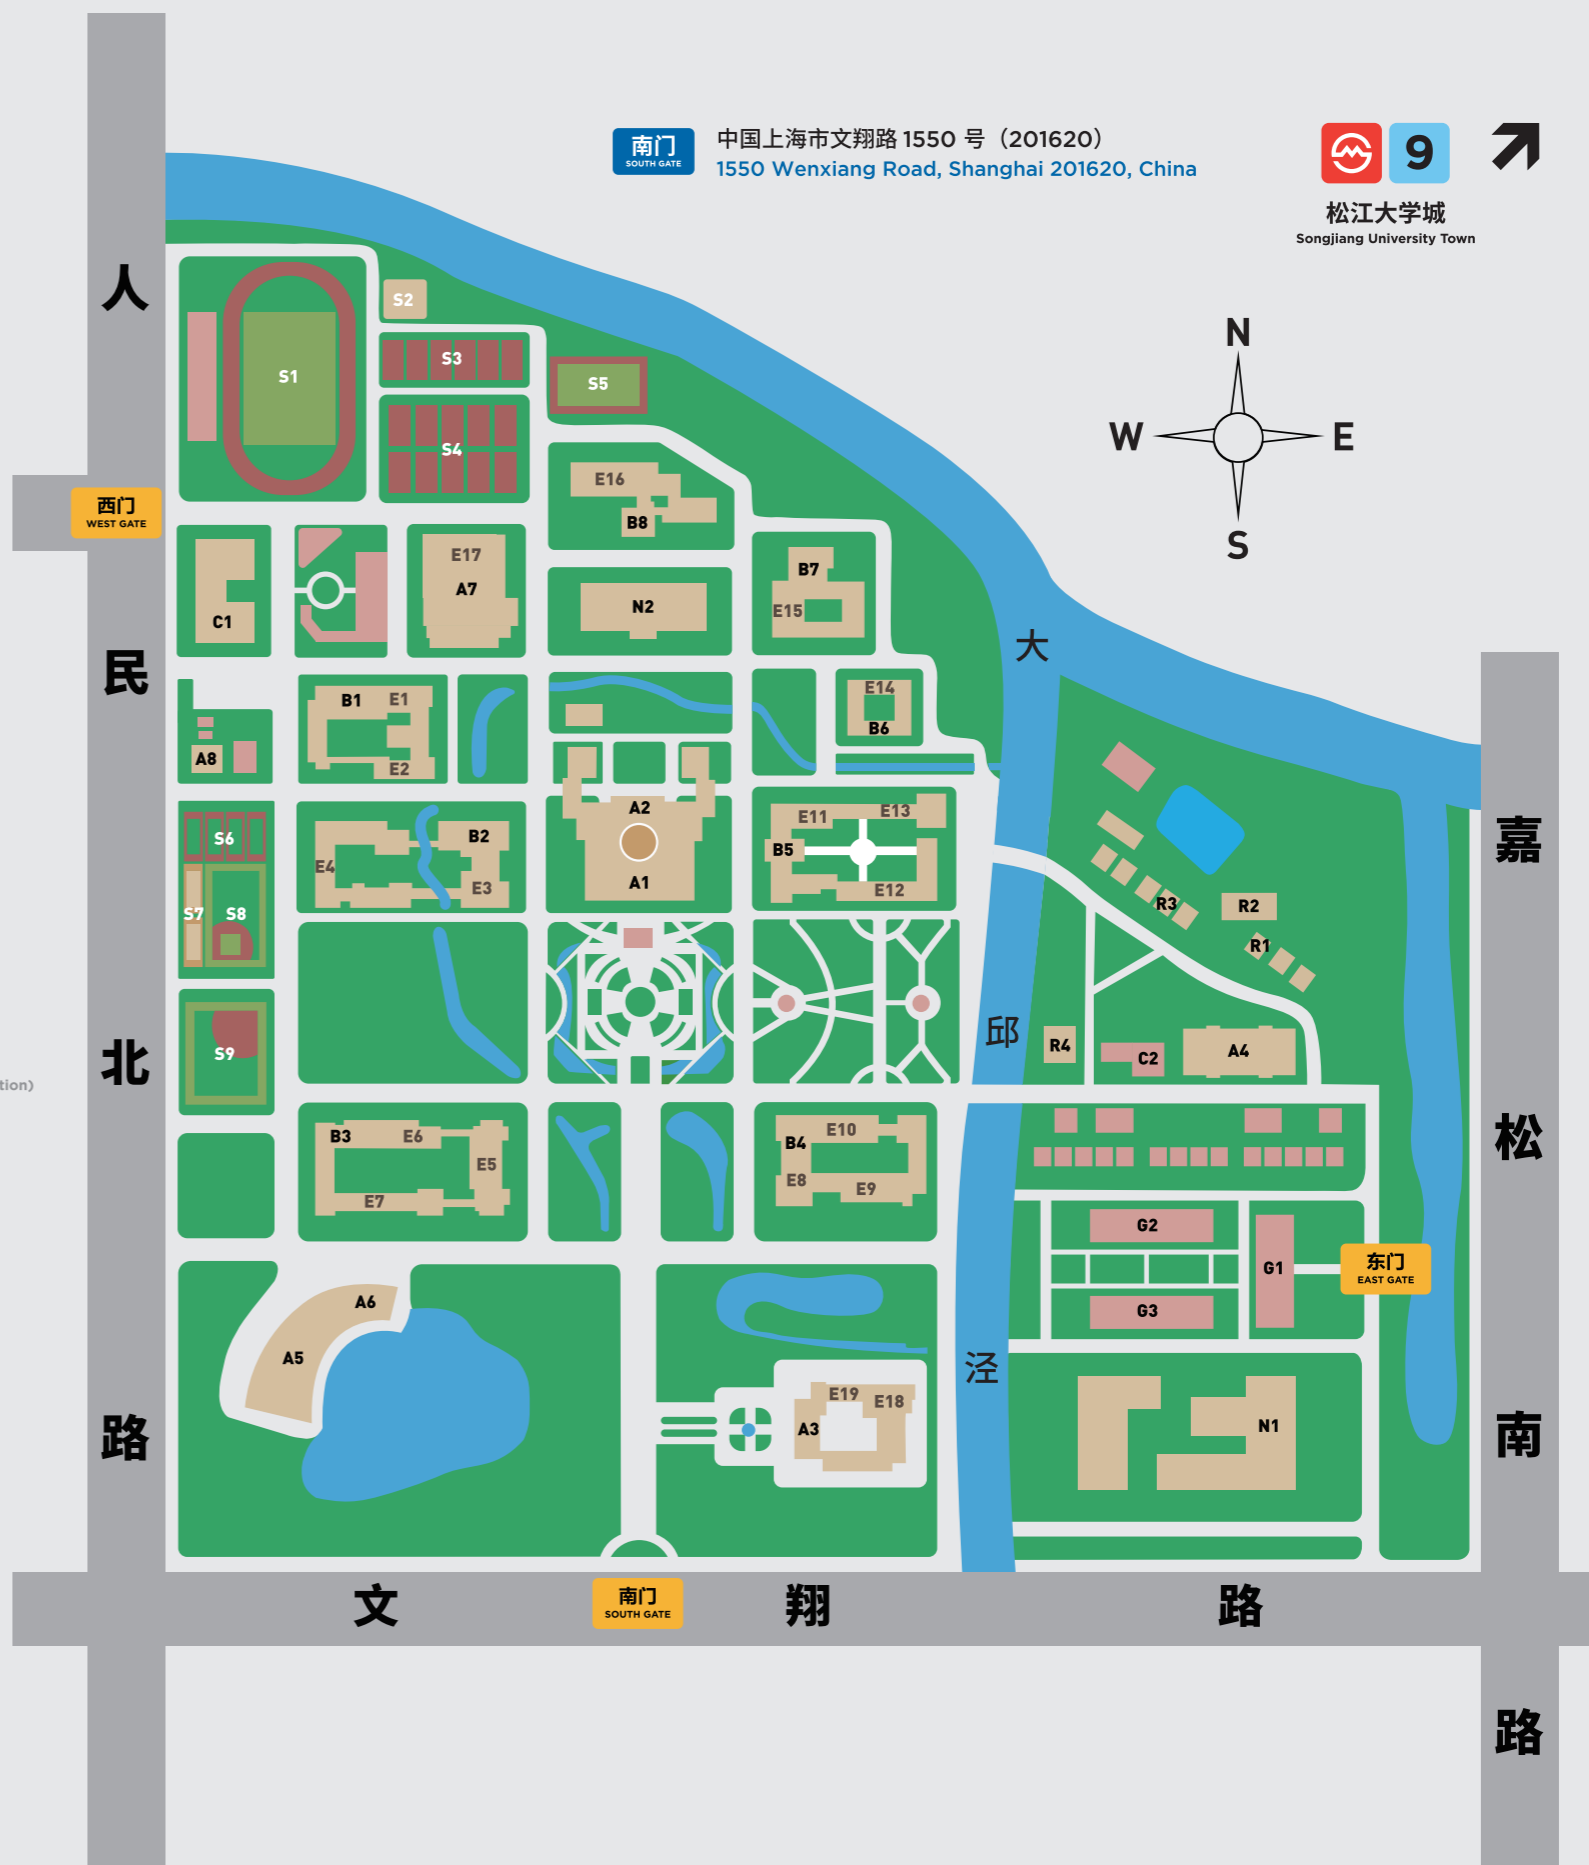 南门
SOUTH GATE
中国上海市文翔路 1550 号（201620）
1550 Wenxiang Road, Shanghai 201620, China
9
松江大学城
Songjiang University Town
N
W
E
S
人
民
北
路
西门
WEST GATE
S1
S2
S3
S4
S5
E16
B8
C1
E17
A7
N2
B7
E15
大
B1
E1
E2
A8
E14
B6
S6
S7
S8
E4
B2
E3
A2
A1
E11
E13
B5
E12
R3
R2
R1
嘉
S9
tion)
邱
R4
C2
A4
B3
E6
E5
E7
E10
B4
E8
E9
松
G2
G1
G3
东门
EAST GATE
A6
A5
泾
E19
E18
A3
N1
南
文
南门
SOUTH GATE
翔
路
路